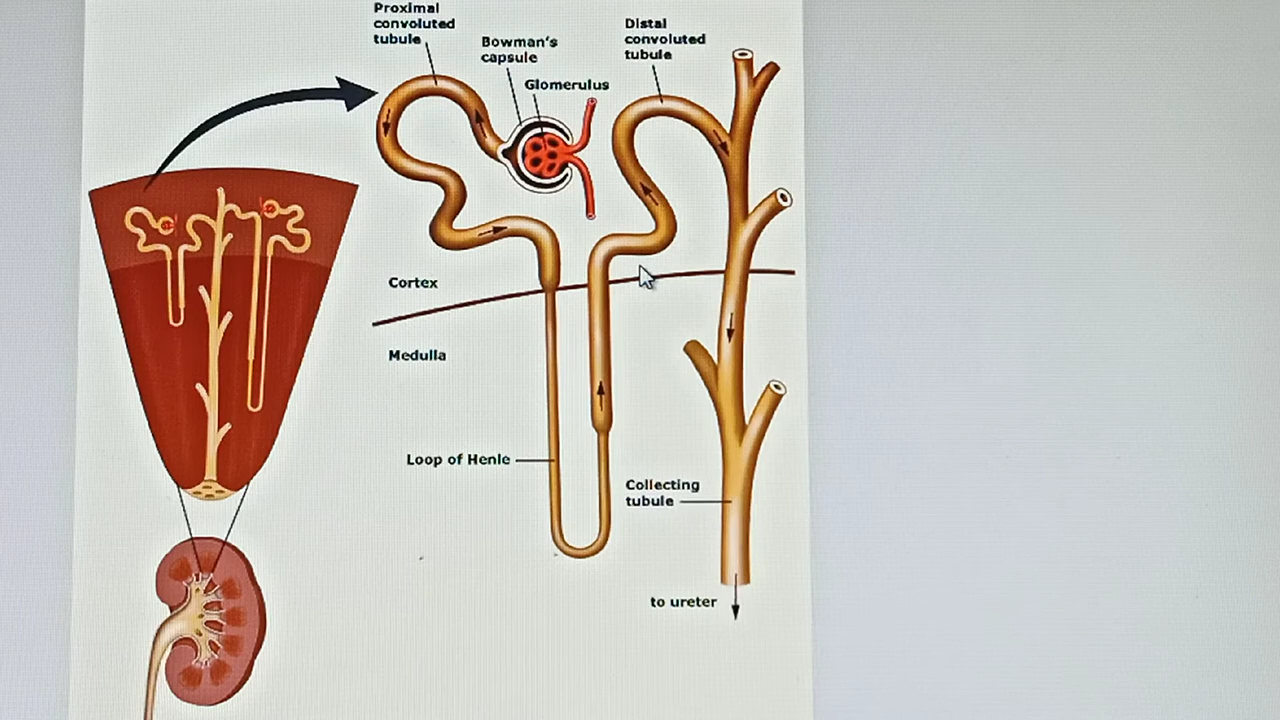 Proximal
convoluted
tubule
Bowman's
capsule
Glomerulus
Distal
convoluted
tubule
Cortex
Medulla
Loop of Henle
Collecting
tubule
to ureter